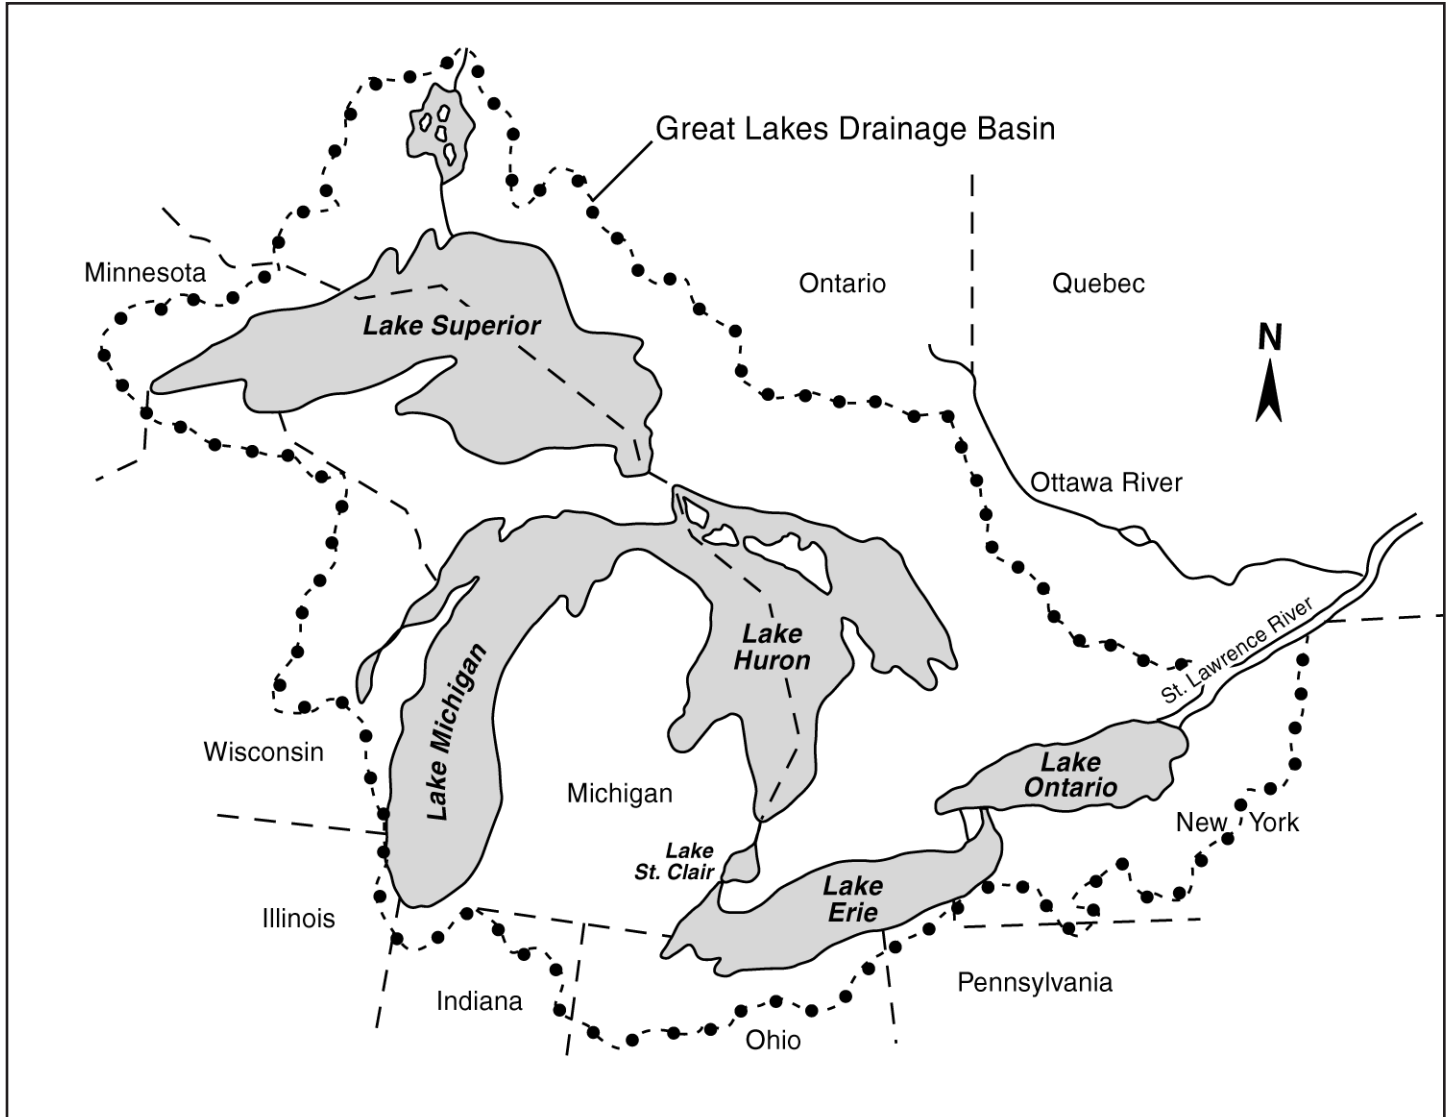 Great Lakes Drainage Basin
Minnesota
Ontario
Quebec
Lake Superior
N
Ottawa River
Lake
Huron
St. Lawrence River
Lake Michigan
Wisconsin
Lake
Ontario
Michigan
New York
Lake
St. Clair
Lake
Erie
Illinois
Pennsylvania
Indiana
Ohio